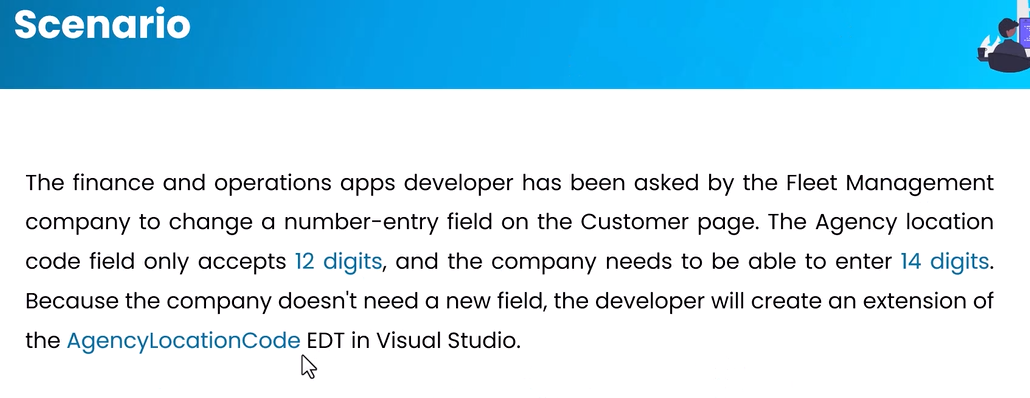 Scenario
The finance and operations apps developer has been asked by the Fleet Management
company to change a number-entry field on the Customer page. The Agency location
code field only accepts 12 digits, and the company needs to be able to enter 14 digits.
Because the company doesn't need a new field, the developer will create an extension of
the AgencyLocationCode EDT in Visual Studio.